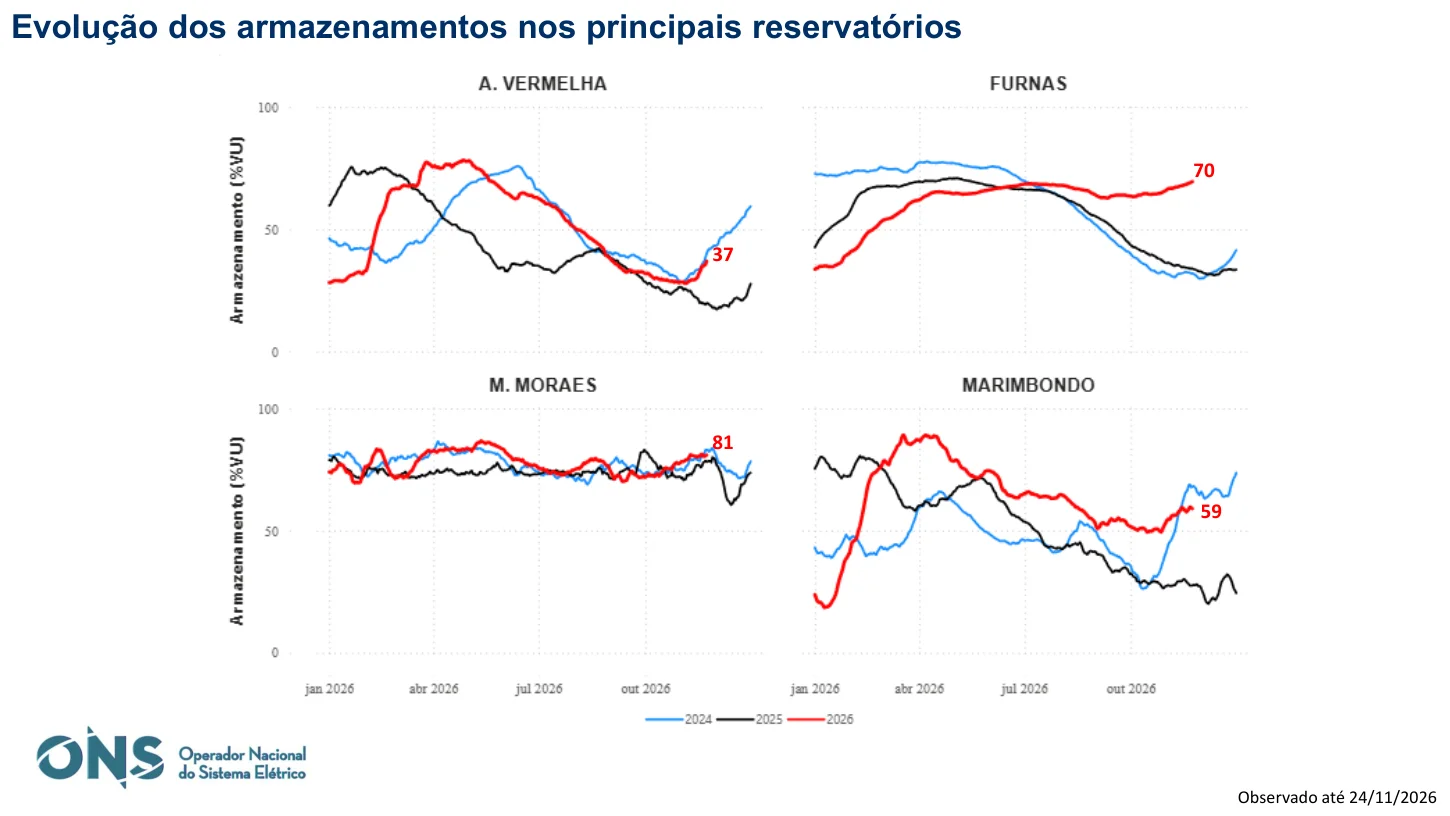 Evolução dos armazenamentos nos principais reservatórios
A. VERMELHA
FURNAS
Armazenamento (%VU)
100
50
0
37
70
M. MORAES
MARIMBONDO
Armazenamento (%VU)
100
50
0
81
59
jan 2026 abr 2026 jul 2026 out 2026
jan 2026 abr 2026 jul 2026 out 2026
2024 2025 2026
ONS Operador Nacional
do Sistema Elétrico
Observado até 24/11/2026